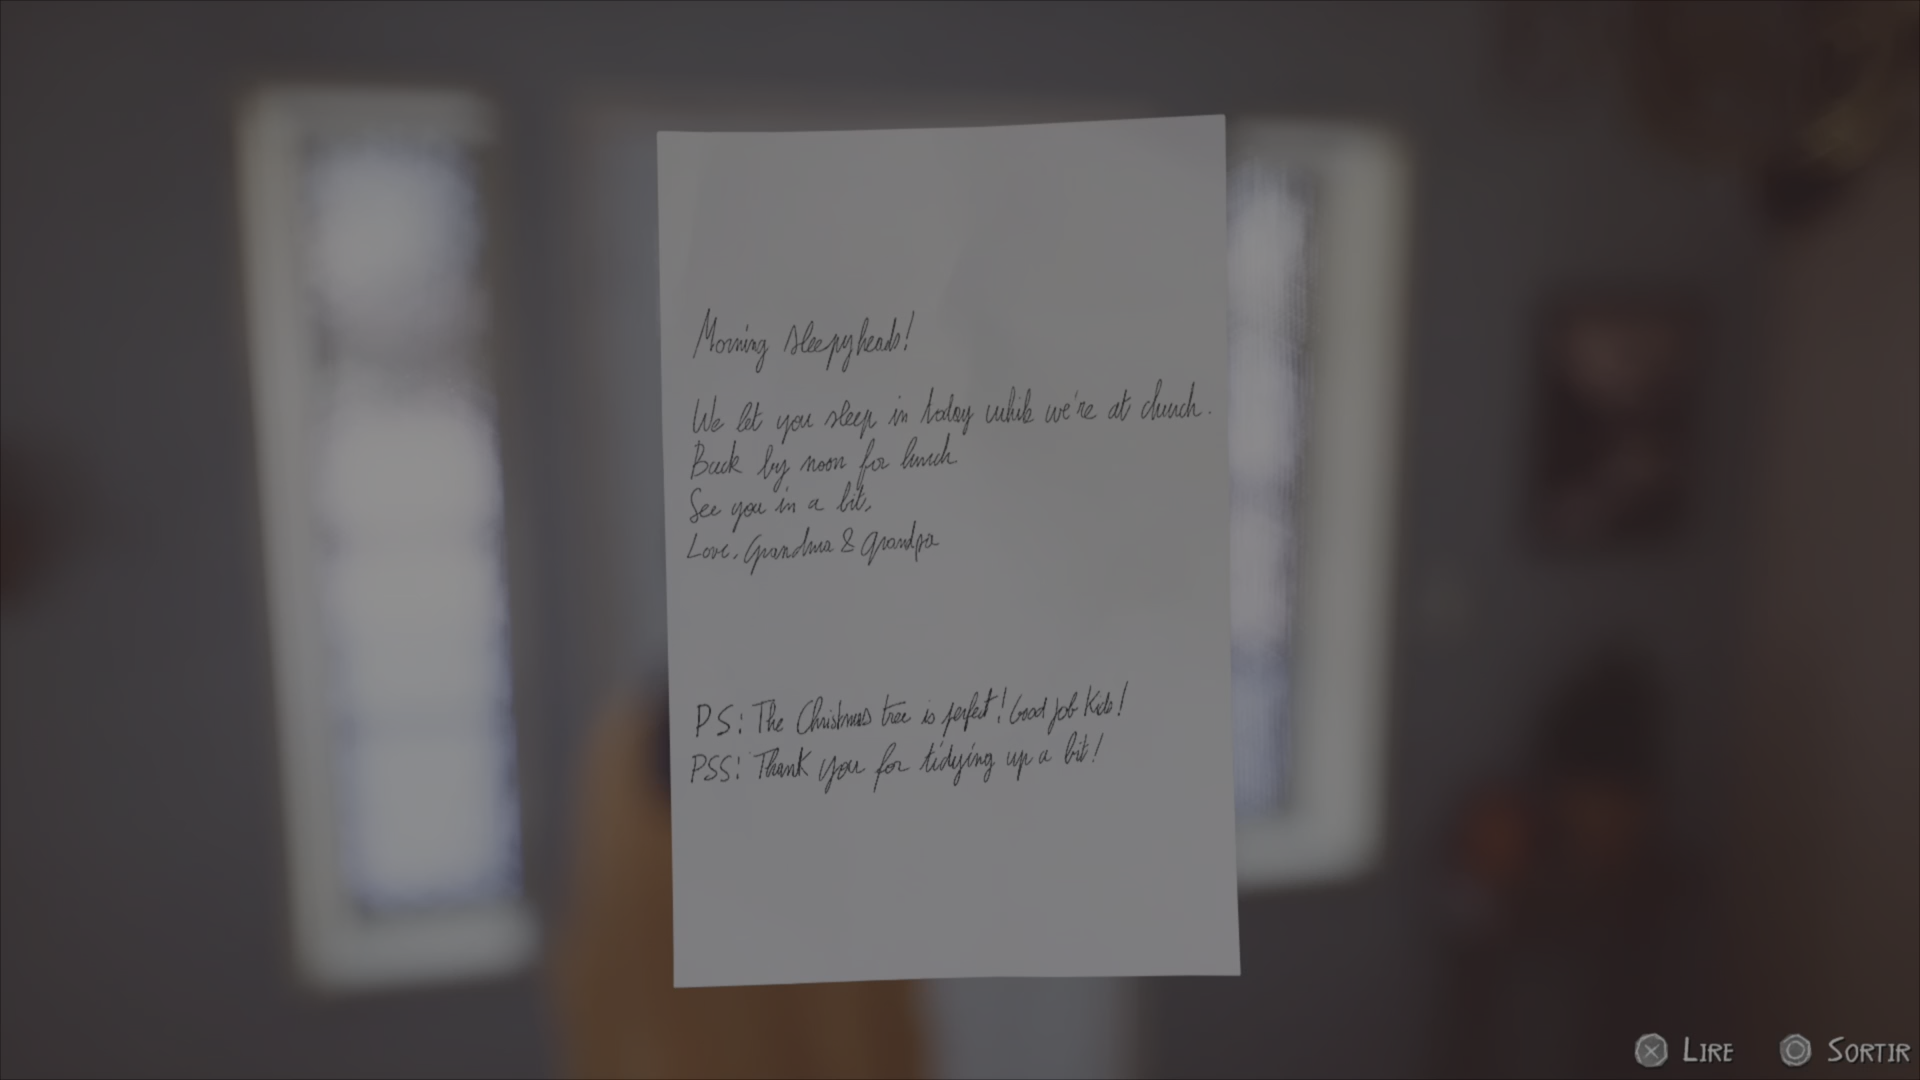 Morning sleepyheads!
We let you sleep in today while we're at church.
Back by noon for lunch
See you in a bit,
Love, Grandma & Grandpa
PS: The Christmas tree is perfect! Good job Kids!
PSS: Thank you for tidying up a bit!
LIRE SORTIR